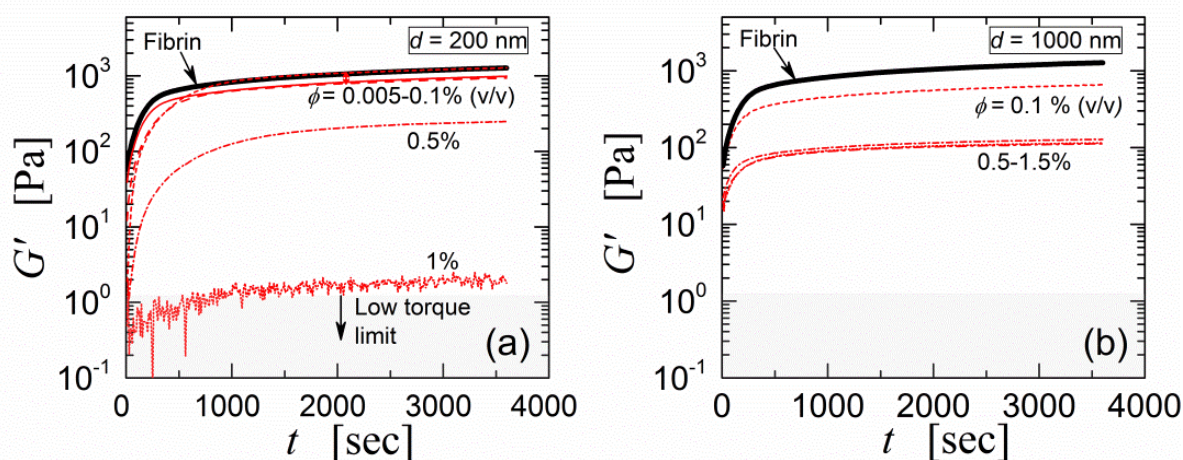 G′ [Pa]
10³
10²
10¹
10⁰
10⁻¹
Fibrin
d = 200 nm
ϕ = 0.005-0.1% (v/v)
0.5%
1%
Low torque
limit
(a)
0 1000 2000 3000 4000
t [sec]
G′ [Pa]
10³
10²
10¹
10⁰
10⁻¹
Fibrin
d = 1000 nm
ϕ = 0.1 % (v/v)
0.5-1.5%
(b)
0 1000 2000 3000 4000
t [sec]